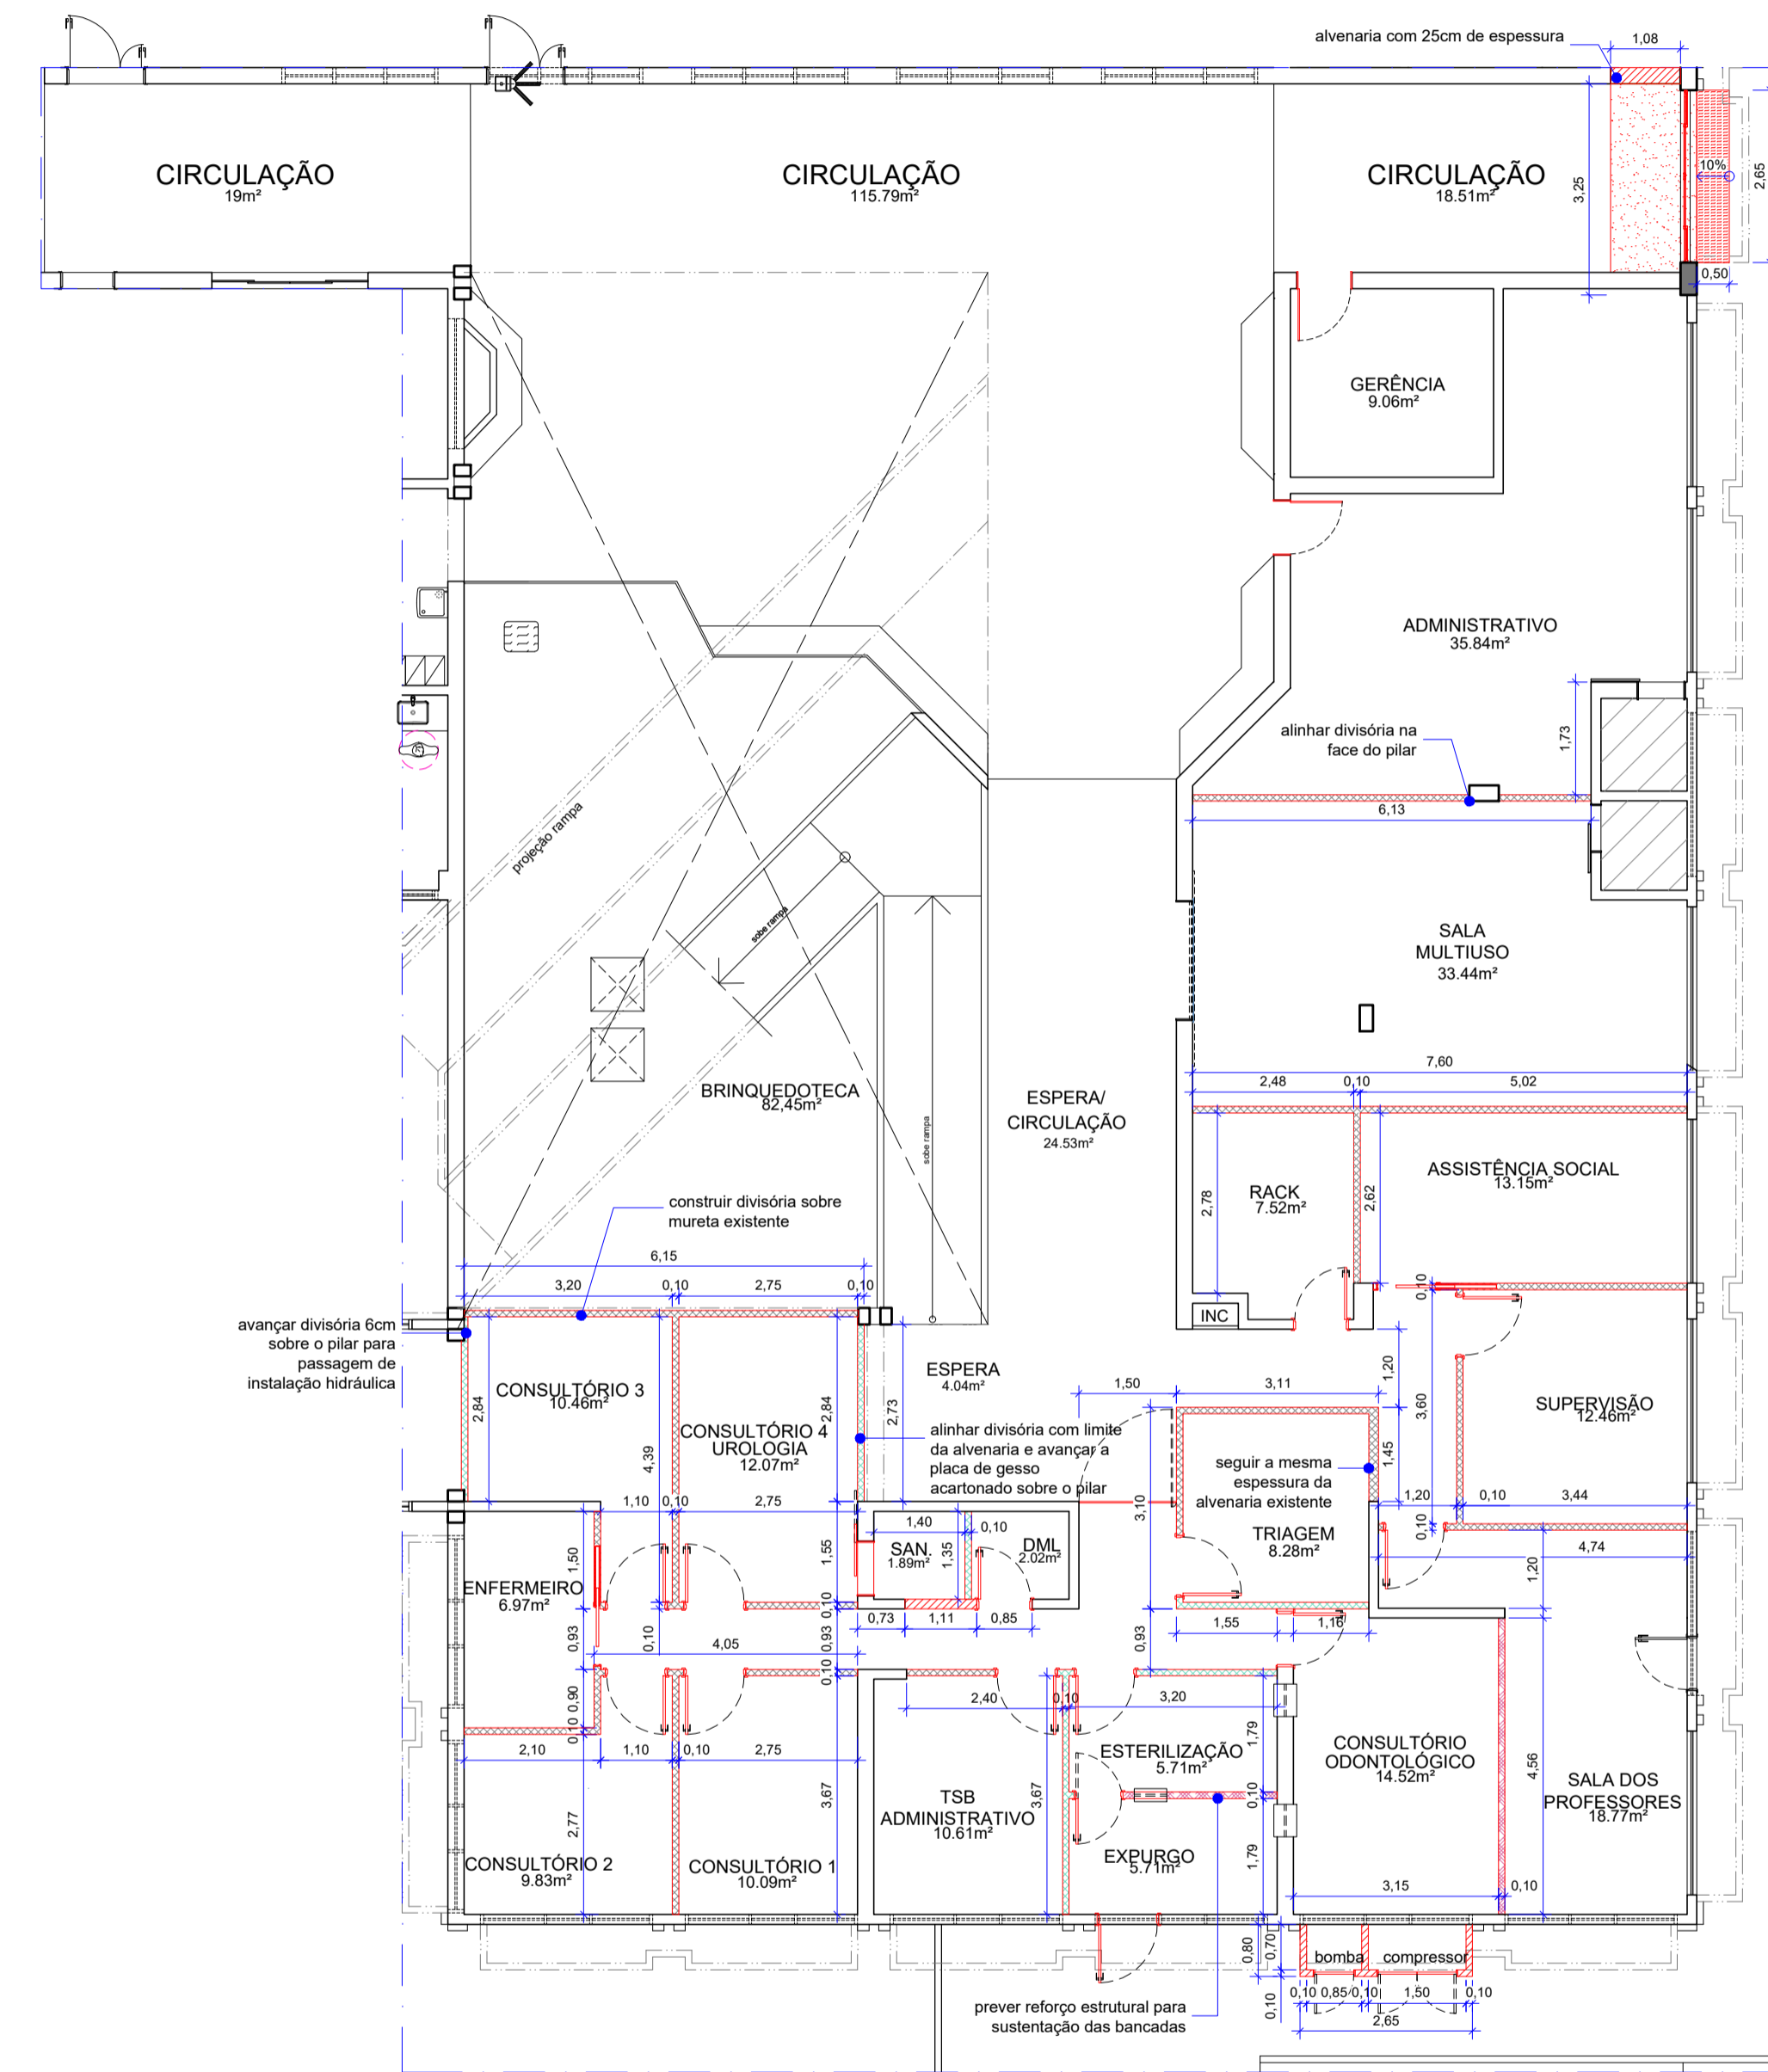 alvenaria com 25cm de espessura
1,08
CIRCULAÇÃO
19m²
CIRCULAÇÃO
115.79m²
CIRCULAÇÃO
18.51m²
3,25
10%
2,65
0,50
GERÊNCIA
9.06m²
ADMINISTRATIVO
35.84m²
alinhar divisória na
face do pilar
1,73
6,13
projeção rampa
sobe rampa
sobe rampa
SALA
MULTIUSO
33.44m²
7,60
2,48
0,10
5,02
BRINQUEDOTECA
82,45m²
ESPERA/
CIRCULAÇÃO
24.53m²
ASSISTÊNCIA SOCIAL
13.15m²
RACK
7.52m²
2,78
2,62
construir divisória sobre
mureta existente
6,15
3,20
0,10
2,75
0,10
INC
0,10
avançar divisória 6cm
sobre o pilar para
passagem de
instalação hidráulica
CONSULTÓRIO 3
10.46m²
2,84
CONSULTÓRIO 4
UROLOGIA
12.07m²
4,39
2,84
2,73
ESPERA
4.04m²
1,50
3,11
1,20
3,60
SUPERVISÃO
12.46m²
alinhar divisória com limite
da alvenaria e avançar a
placa de gesso
acartonado sobre o pilar
seguir a mesma
espessura da
alvenaria existente
1,45
3,10
TRIAGEM
8.28m²
1,20
0,10
3,44
0,10
4,74
1,20
1,10
0,10
2,75
1,40
0,10
SAN.
1.89m²
1,35
DML
2.02m²
1,55
1,50
ENFERMEIRO
6.97m²
0,10
0,73
1,11
0,85
1,55
1,16
0,93
0,10
0,93
0,93
4,05
0,10
0,90
0,10
2,40
0,10
3,20
1,79
2,10
1,10
0,10
2,75
ESTERILIZAÇÃO
5.71m²
CONSULTÓRIO
ODONTOLÓGICO
14.52m²
4,56
SALA DOS
PROFESSORES
18.77m²
3,67
3,67
0,10
TSB
ADMINISTRATIVO
10.61m²
2,77
CONSULTÓRIO 2
9.83m²
CONSULTÓRIO 1
10.09m²
EXPURGO
5.71m²
1,79
3,15
0,10
0,80
0,70
bomba
compressor
0,10
0,10
0,85
0,10
1,50
0,10
2,65
prever reforço estrutural para
sustentação das bancadas